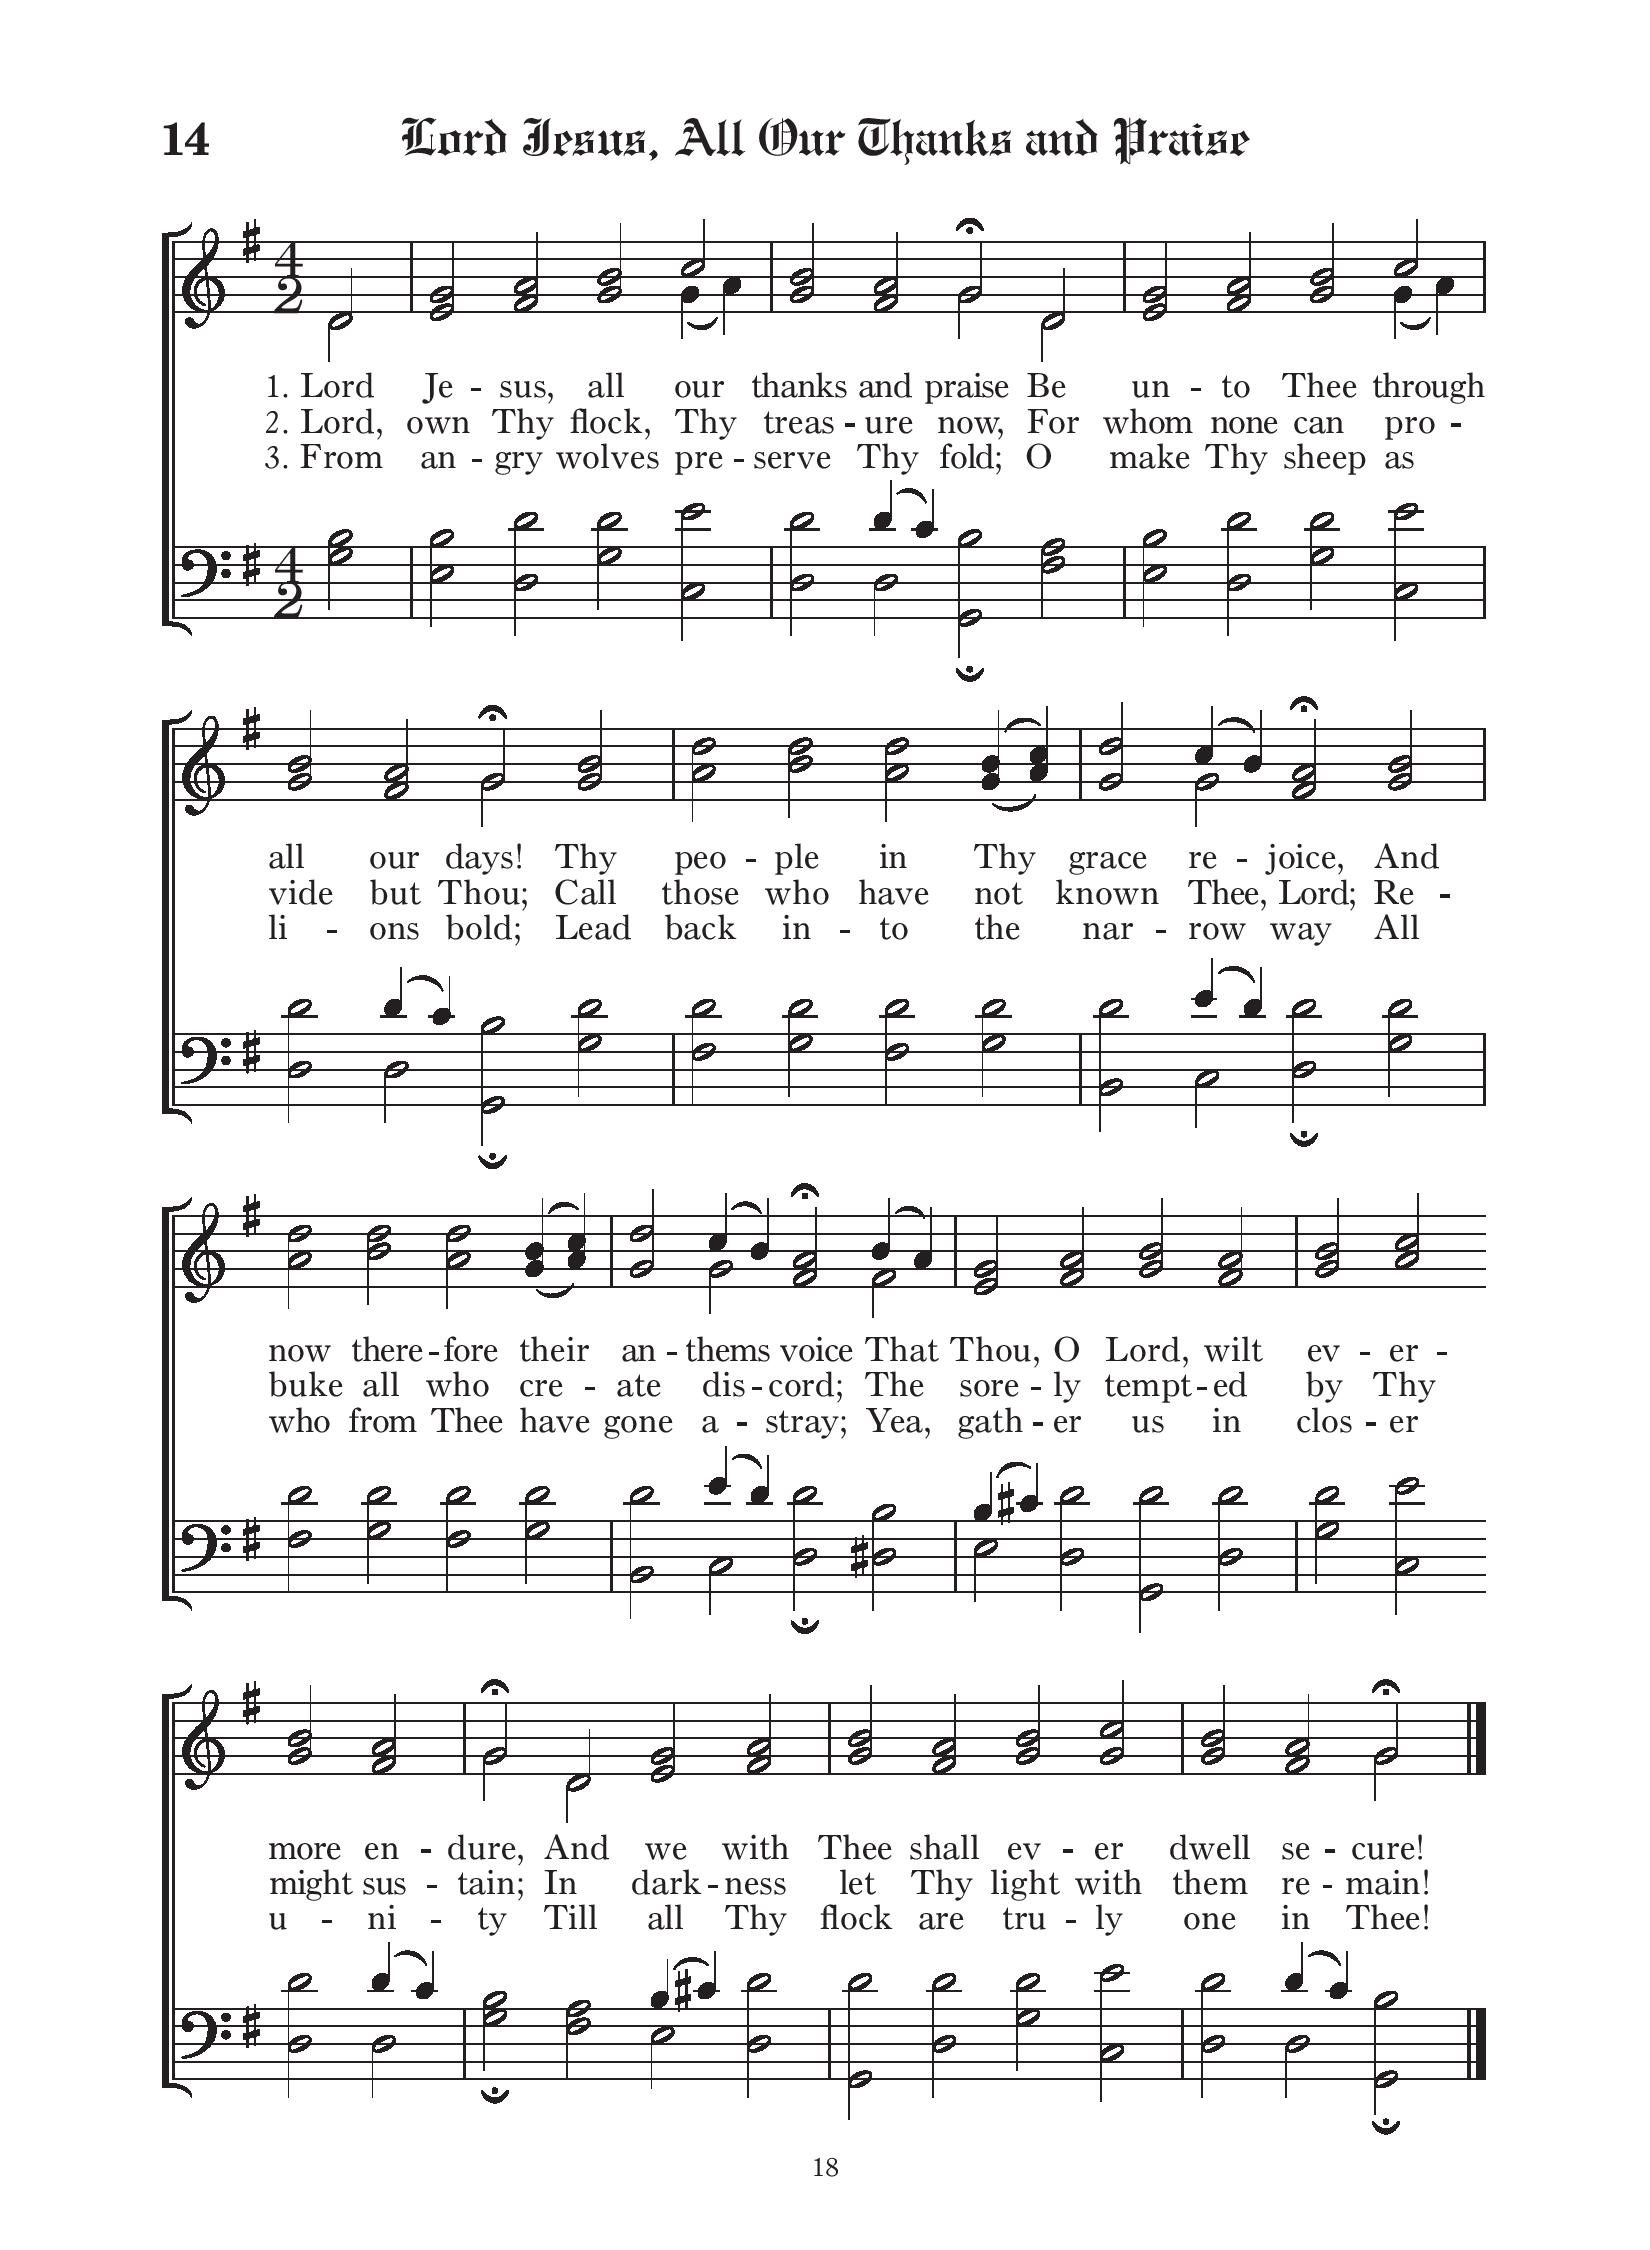 14 Lord Jesus, All Our Thanks and Praise
1. Lord Je - sus, all our thanks and praise Be un - to Thee through
2. Lord, own Thy flock, Thy treas - ure now, For whom none can pro -
3. From an - gry wolves pre - serve Thy fold; O make Thy sheep as
all our days! Thy peo - ple in Thy grace re - joice, And
vide but Thou; Call those who have not known Thee, Lord; Re -
li - ons bold; Lead back in - to the nar - row way All
now there - fore their an - thems voice That Thou, O Lord, wilt ev - er -
buke all who cre - ate dis - cord; The sore - ly tempt - ed by Thy
who from Thee have gone a - stray; Yea, gath - er us in clos - er
more en - dure, And we with Thee shall ev - er dwell se - cure!
might sus - tain; In dark - ness let Thy light with them re - main!
u - ni - ty Till all Thy flock are tru - ly one in Thee!
18